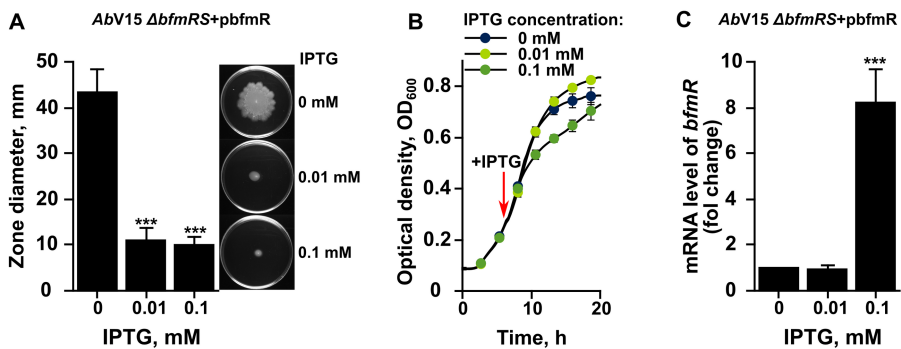 A
AbV15 ΔbfmRS+pbfmR
Zone diameter, mm
50
40
30
20
10
0
0
0.01
0.1
IPTG, mM
IPTG
0 mM
0.01 mM
0.1 mM
B
IPTG concentration:
0 mM
0.01 mM
0.1 mM
Optical density, OD600
0.8
0.6
0.4
0.2
0
+IPTG
0
10
20
Time, h
C
AbV15 ΔbfmRS+pbfmR
mRNA level of bfmR
(fol change)
10
8
6
4
2
0
***
***
***
0
0.01
0.1
IPTG, mM